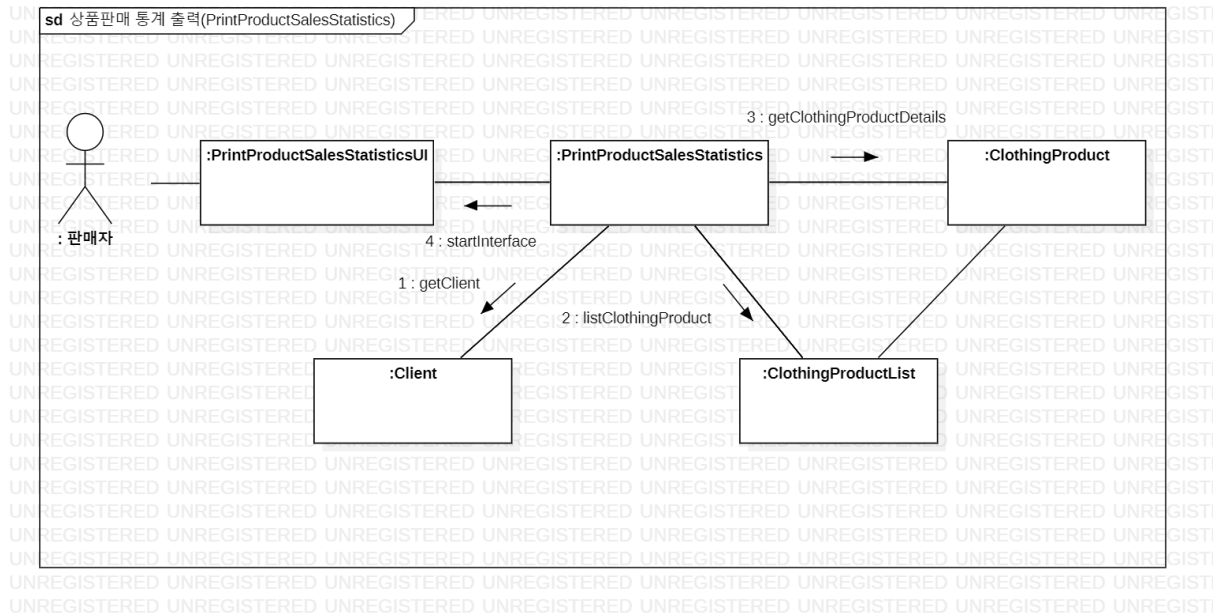 sd 상품판매 통계 출력(PrintProductSalesStatistics)
3 : getClothingProductDetails
:PrintProductSalesStatisticsUI
:PrintProductSalesStatistics
:ClothingProduct
: 판매자
4 : startInterface
1 : getClient
2 : listClothingProduct
:Client
:ClothingProductList
UNREGISTERED